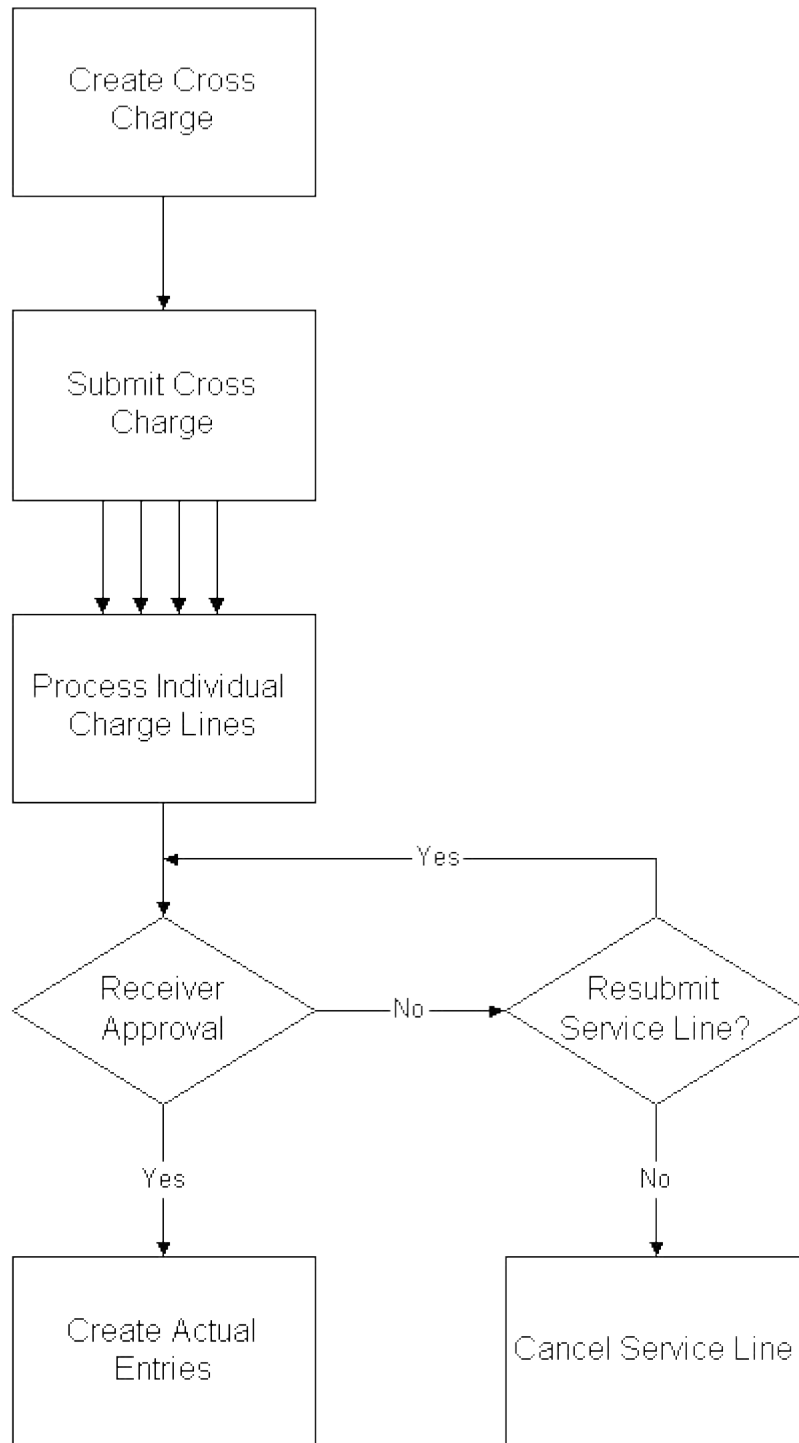 Create Cross
Charge
Submit Cross
Charge
Process Individual
Charge Lines
Yes
Receiver
Approval
No
Resubmit
Service Line?
Yes
No
Create Actual
Entries
Cancel Service Line